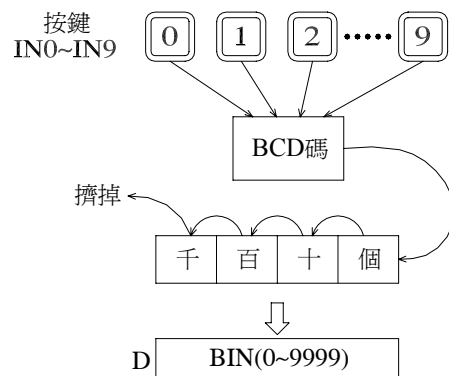 按鍵
IN0~IN9
0 1 2 ····· 9
BCD碼
擠掉
千 百 十 個
D BIN(0~9999)